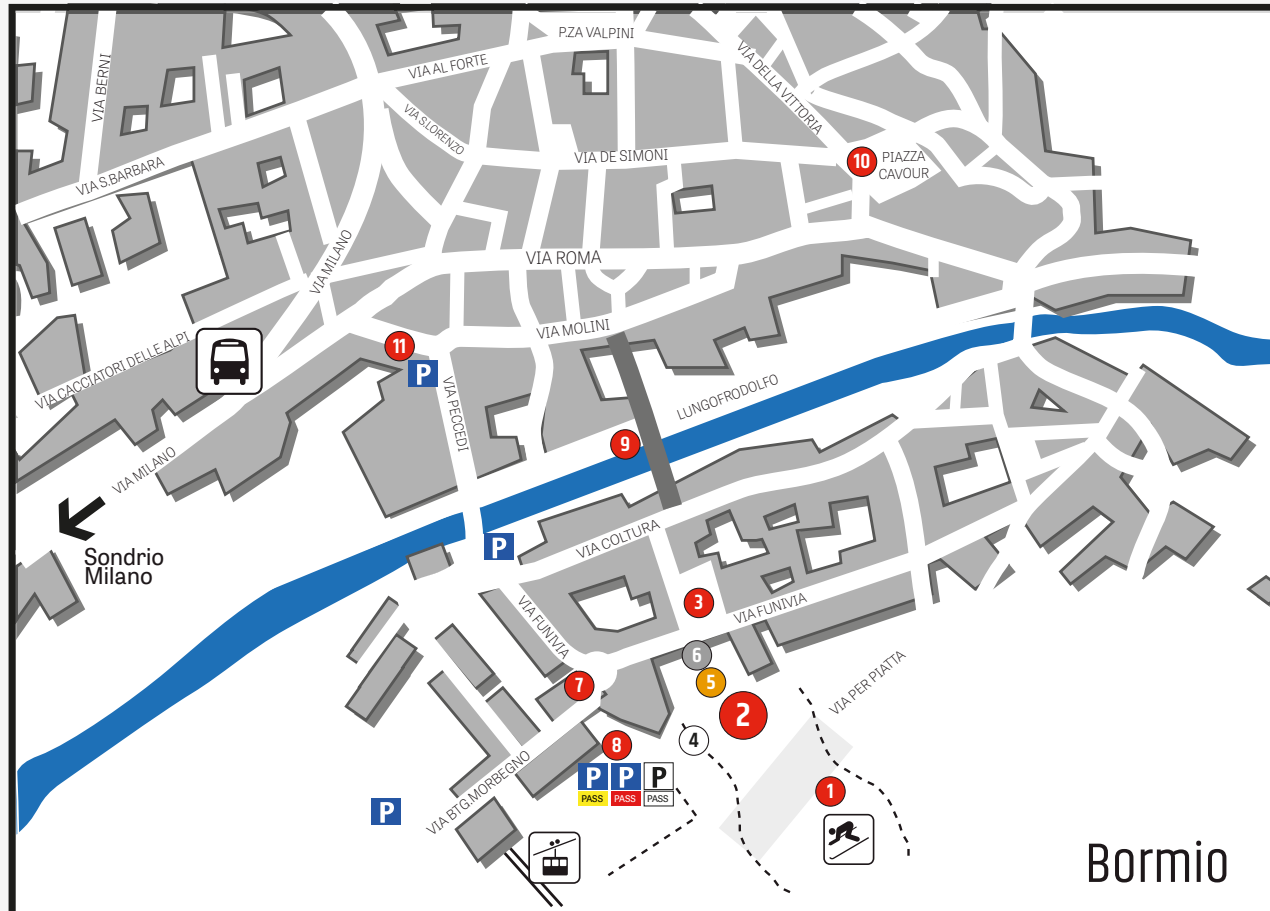 P.ZA VALPINI
VIA BERNI
VIA AL FORTE
VIA DELLA VITTORIA
VIA S.LORENZO
VIA S.BARBARA
VIA DE SIMONI
10
PIAZZA
CAVOUR
VIA MILANO
VIA ROMA
VIA MOLINI
11
P
VIA CACCIATORI DELLE ALPI
VIA PECCEDI
LUNGOFRODOLFO
9
VIA MILANO
Sondrio
Milano
P
VIA COLTURA
3
VIA FUNIVIA
VIA FUNIVIA
6
5
7
2
VIA PER PIATTA
4
8
P P P
PASS PASS PASS
1
P
VIA BTG.MORBEGNO
Bormio